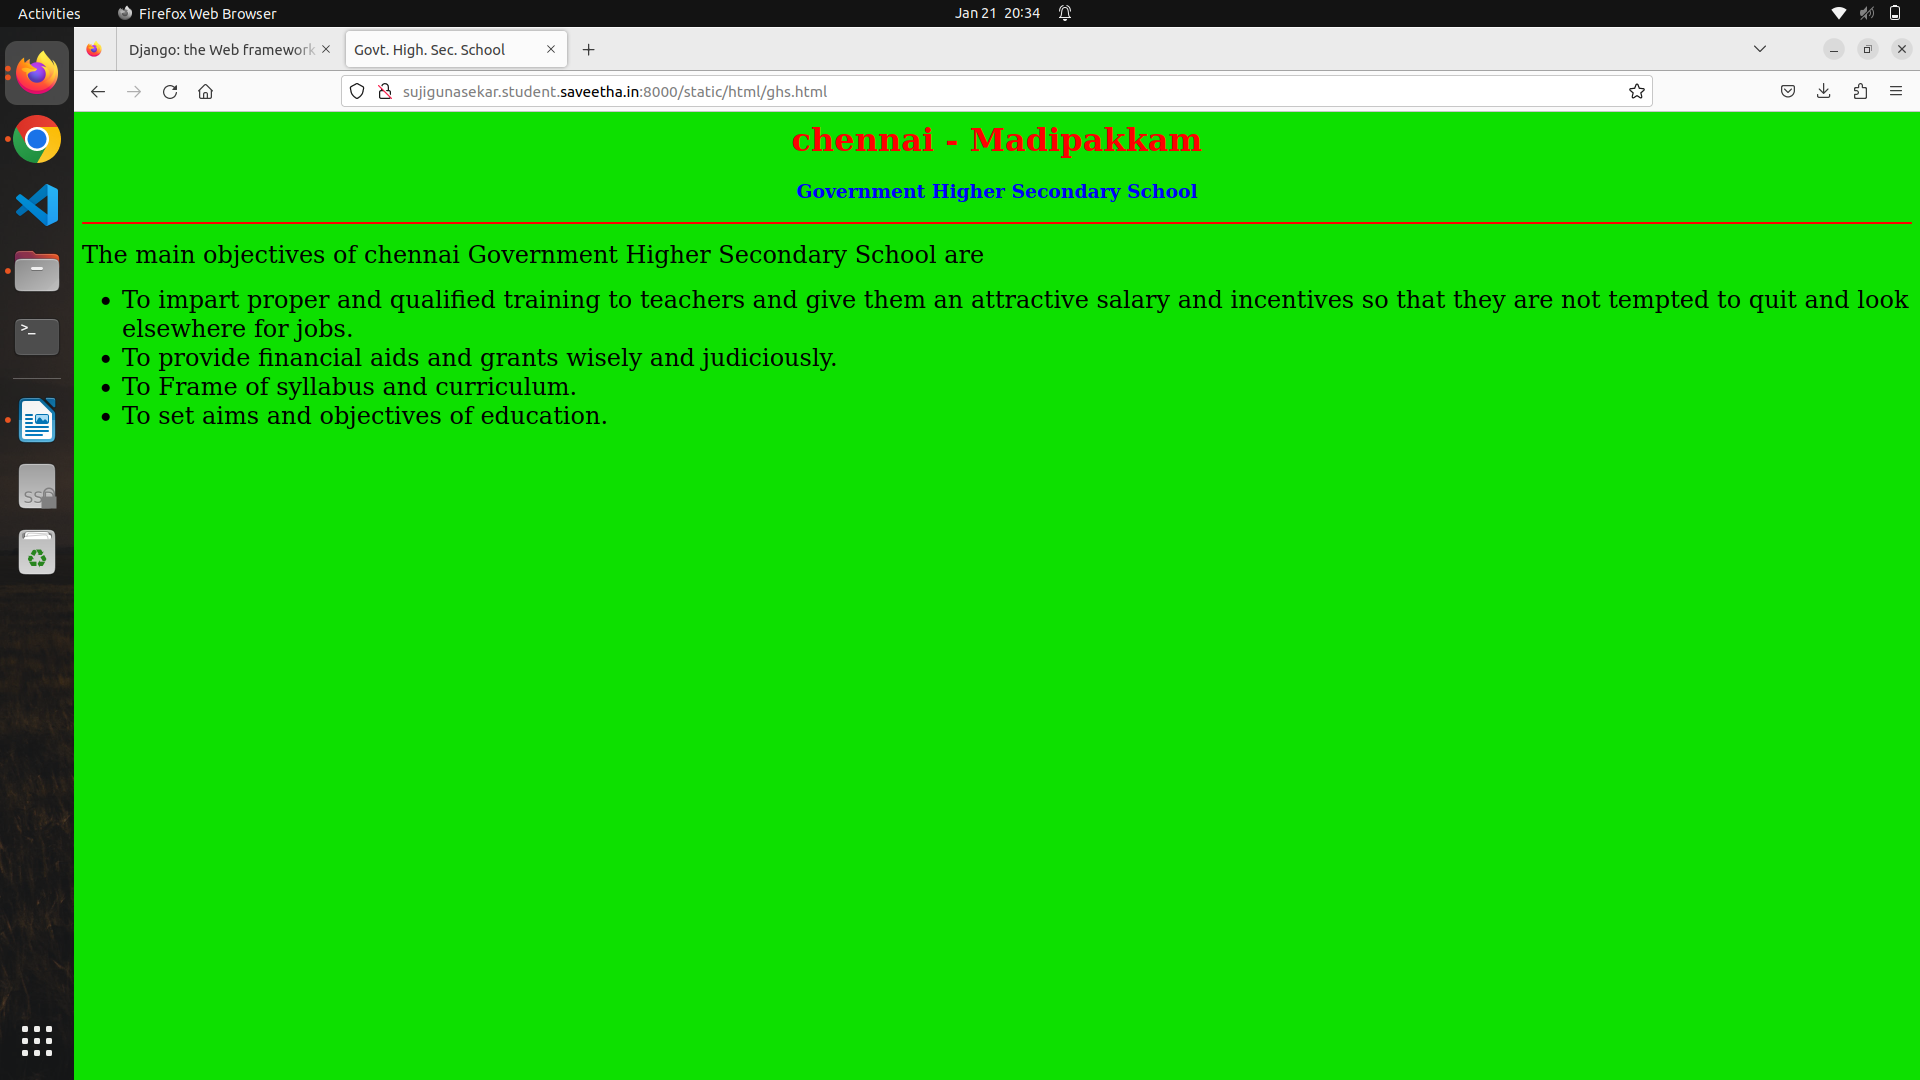 Activities Firefox Web Browser Jan 21 20:34
Django: the Web framework Govt. High. Sec. School
sujigunasekar.student.saveetha.in:8000/static/html/ghs.html
chennai - Madipakkam
Government Higher Secondary School
The main objectives of chennai Government Higher Secondary School are
• To impart proper and qualified training to teachers and give them an attractive salary and incentives so that they are not tempted to quit and look
elsewhere for jobs.
• To provide financial aids and grants wisely and judiciously.
• To Frame of syllabus and curriculum.
• To set aims and objectives of education.
>_